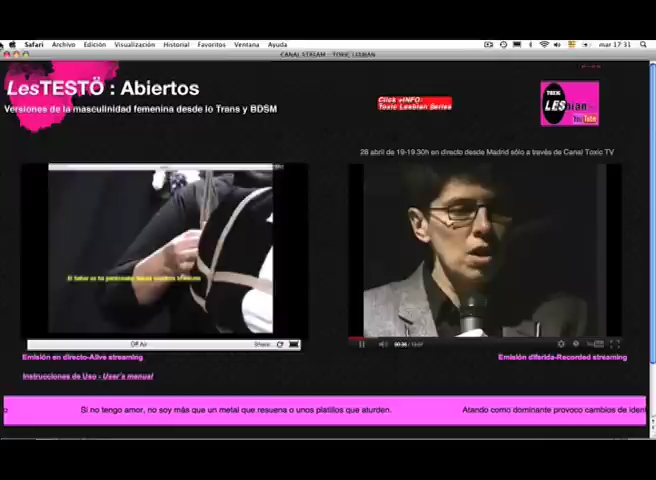 Safari Archivo Edición Visualización Historial Favoritos Ventana Ayuda
mar 17 31
CANAL STREAM - TOXIC LESBIAN
LesTESTÖ : Abiertos
Versiones de la masculinidad femenina desde lo Trans y BDSM
Click +INFO:
Toxic Lesbian Series
TOXIC
LESbian
You Tube
28 abril de 19-19.30h en directo desde Madrid sólo a través de Canal Toxic TV
Off Air
Share
Emisión en directo-Alive streaming
Emisión diferida-Recorded streaming
Instrucciones de Uso - User's manual
o
Si no tengo amor, no soy más que un metal que resuena o unos platillos que aturden.
Atando como dominante provoco cambios de iden